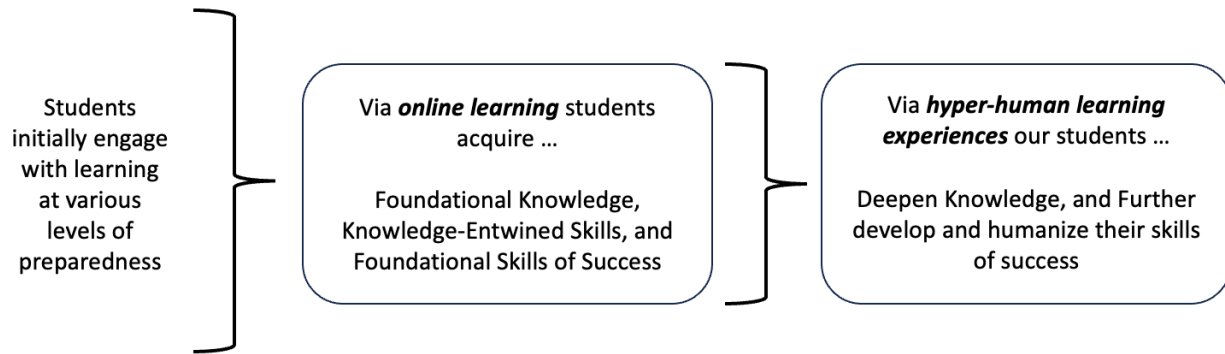 Students
initially engage
with learning
at various
levels of
preparedness
Via online learning students
acquire …
Foundational Knowledge,
Knowledge-Entwined Skills, and
Foundational Skills of Success
Via hyper-human learning
experiences our students …
Deepen Knowledge, and Further
develop and humanize their skills
of success